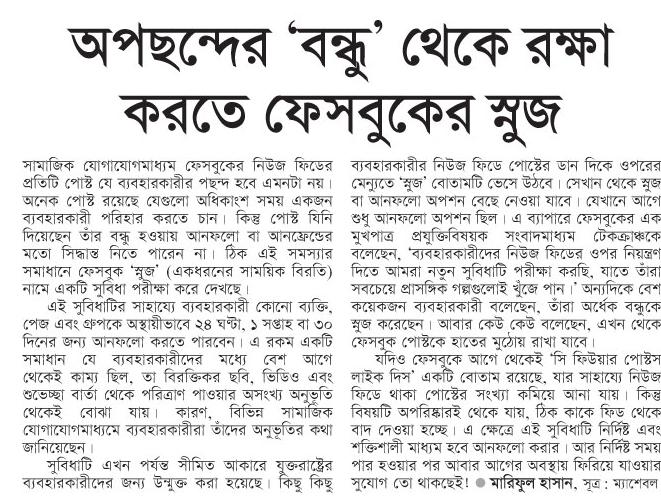 অপছন্দের ‘বন্ধু’ থেকে রক্ষা
করতে ফেসবুকের স্নুজ
সামাজিক যোগাযোগমাধ্যম ফেসবুকের নিউজ ফিডের
প্রতিটি পোস্ট যে ব্যবহারকারীর পছন্দ হবে এমনটা নয়।
অনেক পোস্ট রয়েছে যেগুলো অধিকাংশ সময় একজন
ব্যবহারকারী পরিহার করতে চান। কিন্তু পোস্ট যিনি
দিয়েছেন তাঁর বন্ধু হওয়ায় আনফলো বা আনফ্রেন্ডের
মতো সিদ্ধান্ত নিতে পারেন না। ঠিক এই সমস্যার
সমাধানে ফেসবুক ‘স্নুজ’ (একধরনের সাময়িক বিরতি)
নামে একটি সুবিধা পরীক্ষা করে দেখছে।
এই সুবিধাটির সাহায্যে ব্যবহারকারী কোনো ব্যক্তি,
পেজ এবং গ্রুপকে অস্থায়ীভাবে ২৪ ঘণ্টা, ১ সপ্তাহ বা ৩০
দিনের জন্য আনফলো করতে পারবেন। এ রকম একটি
সমাধান যে ব্যবহারকারীদের মধ্যে বেশ আগে
থেকেই কাম্য ছিল, তা বিরক্তিকর ছবি, ভিডিও এবং
শুভেচ্ছা বার্তা থেকে পরিত্রাণ পাওয়ার অসংখ্য অনুভূতি
থেকেই বোঝা যায়। কারণ, বিভিন্ন সামাজিক
যোগাযোগমাধ্যমে ব্যবহারকারীরা তাঁদের অনুভূতির কথা
জানিয়েছেন।
সুবিধাটি এখন পর্যন্ত সীমিত আকারে যুক্তরাষ্ট্রের
ব্যবহারকারীদের জন্য উন্মুক্ত করা হয়েছে। কিছু কিছু
ব্যবহারকারীর নিউজ ফিডে পোস্টের ডান দিকে ওপরের
মেন্যুতে ‘স্নুজ’ বোতামটি ভেসে উঠবে। সেখান থেকে স্নুজ
বা আনফলো অপশন বেছে নেওয়া যাবে। যেখানে আগে
শুধু আনফলো অপশন ছিল। এ ব্যাপারে ফেসবুকের এক
মুখপাত্র প্রযুক্তিবিষয়ক সংবাদমাধ্যম টেকক্রাঞ্চকে
বলেছেন, ‘ব্যবহারকারীদের নিউজ ফিডের ওপর নিয়ন্ত্রণ
দিতে আমরা নতুন সুবিধাটি পরীক্ষা করছি, যাতে তাঁরা
সবচেয়ে প্রাসঙ্গিক গল্পগুলোই খুঁজে পান।’ অন্যদিকে বেশ
কয়েকজন ব্যবহারকারী বলেছেন, তাঁরা অর্ধেক বন্ধুকে
স্নুজ করেছেন। আবার কেউ কেউ বলেছেন, এখন থেকে
ফেসবুক পোস্টকে হাতের মুঠোয় রাখা যাবে।
যদিও ফেসবুকে আগে থেকেই ‘সি ফিউয়ার পোস্টস
লাইক দিস’ একটি বোতাম রয়েছে, যার সাহায্যে নিউজ
ফিডে থাকা পোস্টের সংখ্যা কমিয়ে আনা যায়। কিন্তু
বিষয়টি অপরিষ্কারই থেকে যায়, ঠিক কাকে ফিড থেকে
বাদ দেওয়া হচ্ছে। এ ক্ষেত্রে এই সুবিধাটি নির্দিষ্ট এবং
শক্তিশালী মাধ্যম হবে আনফলো করার। আর নির্দিষ্ট সময়
পার হওয়ার পর আবার আগের অবস্থায় ফিরিয়ে যাওয়ার
সুযোগ তো থাকছেই! ● মারিফুল হাসান, সূত্র: ম্যাশেবল